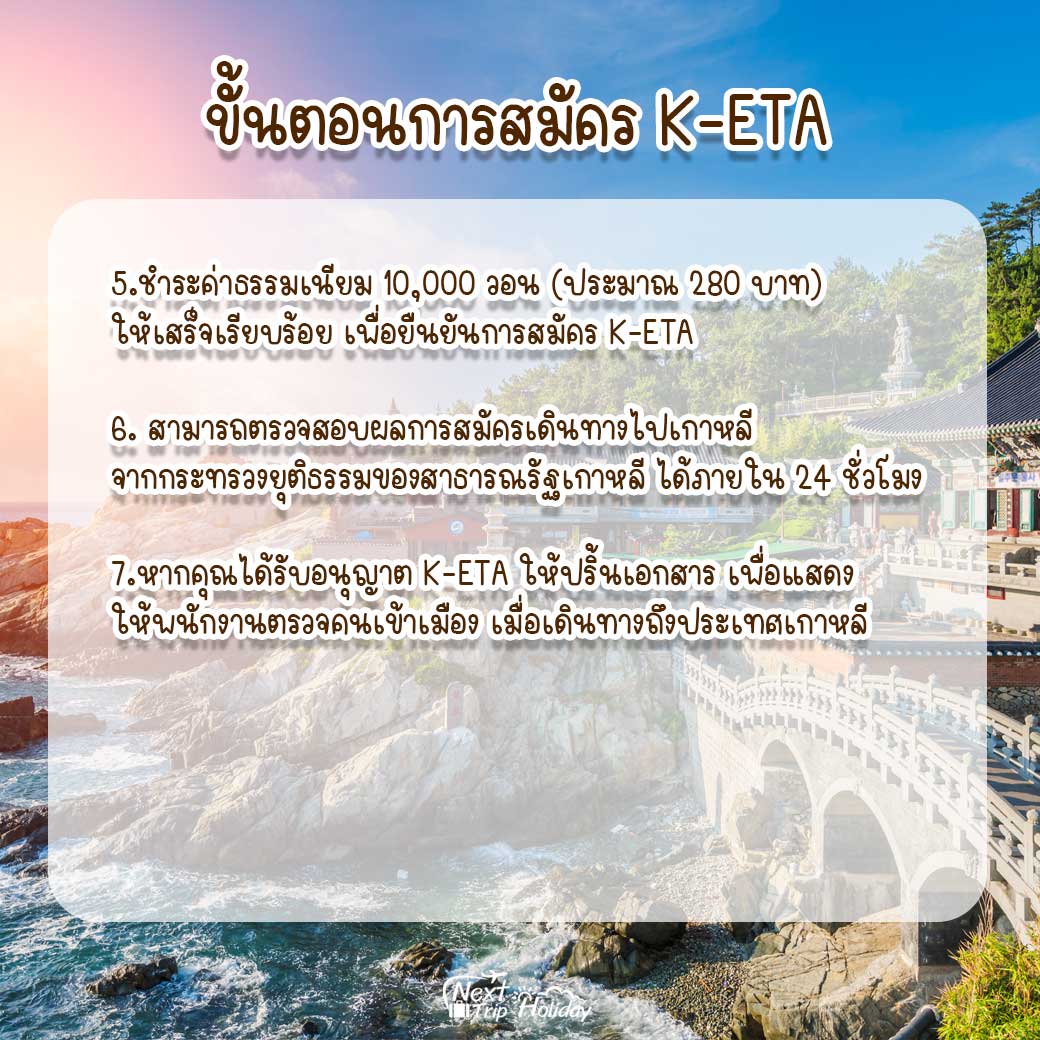 ขั้นตอนการสมัคร K-ETA
5.ชำระค่าธรรมเนียม 10,000 วอน (ประมาณ 280 บาท)
ให้เสร็จเรียบร้อย เพื่อยืนยันการสมัคร K-ETA
6. สามารถตรวจสอบผลการสมัครเดินทางไปเกาหลี
จากกระทรวงยุติธรรมของสาธารณรัฐเกาหลี ได้ภายใน 24 ชั่วโมง
7.หากคุณได้รับอนุญาต K-ETA ให้ปริ้นเอกสาร เพื่อแสดง
ให้พนักงานตรวจคนเข้าเมือง เมื่อเดินทางถึงประเทศเกาหลี
Next Trip Holiday